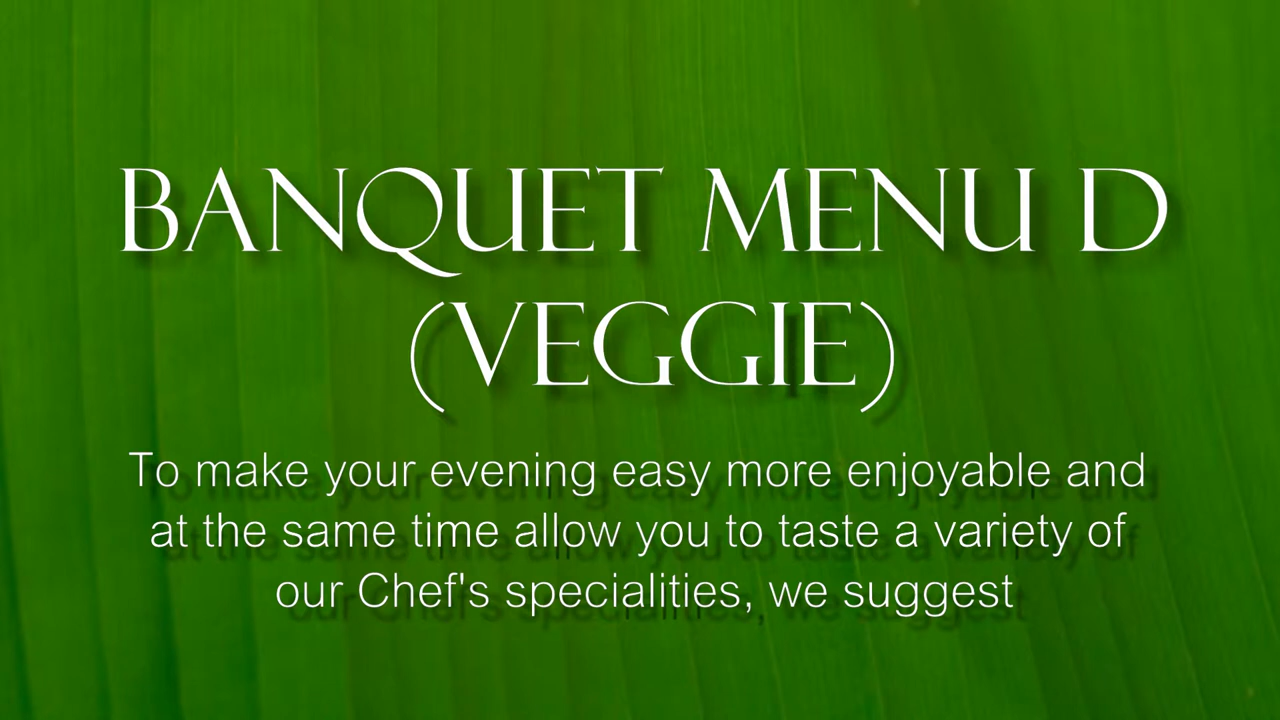 BANQUET MENU D
(VEGGIE)
To make your evening easy more enjoyable and
at the same time allow you to taste a variety of
our Chef's specialities, we suggest